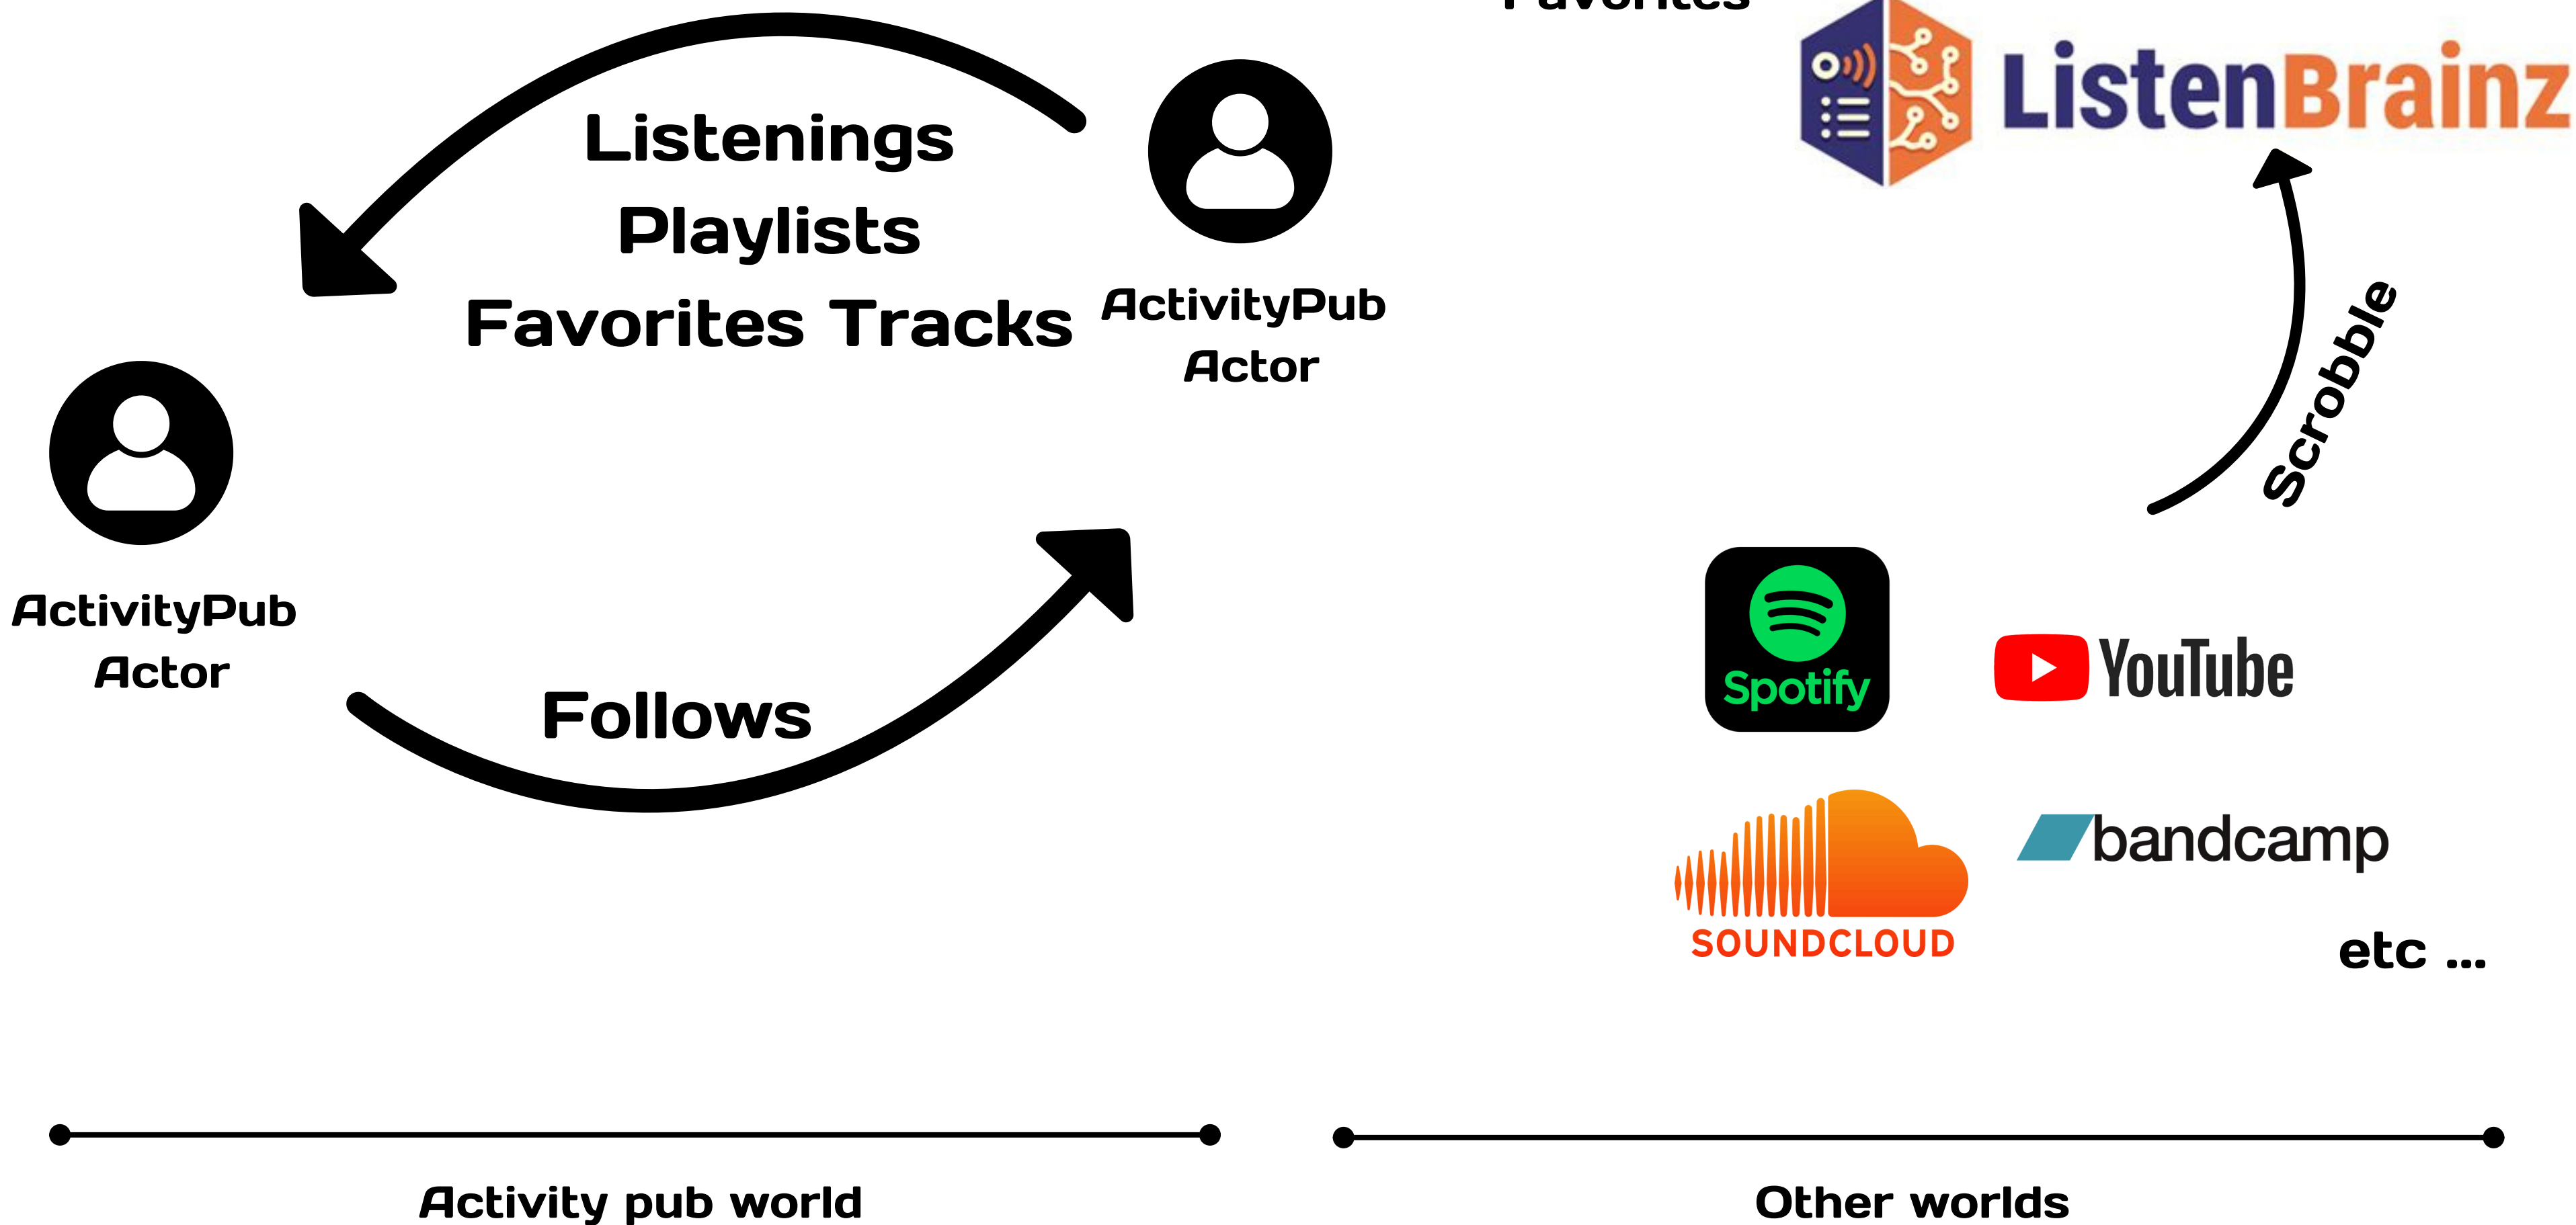 Favorites
ListenBrainz
Listenings
Playlists
Favorites Tracks
ActivityPub
Actor
Scrobble
ActivityPub
Actor
Follows
Spotify
YouTube
SOUNDCLOUD
bandcamp
etc ...
Activity pub world
Other worlds